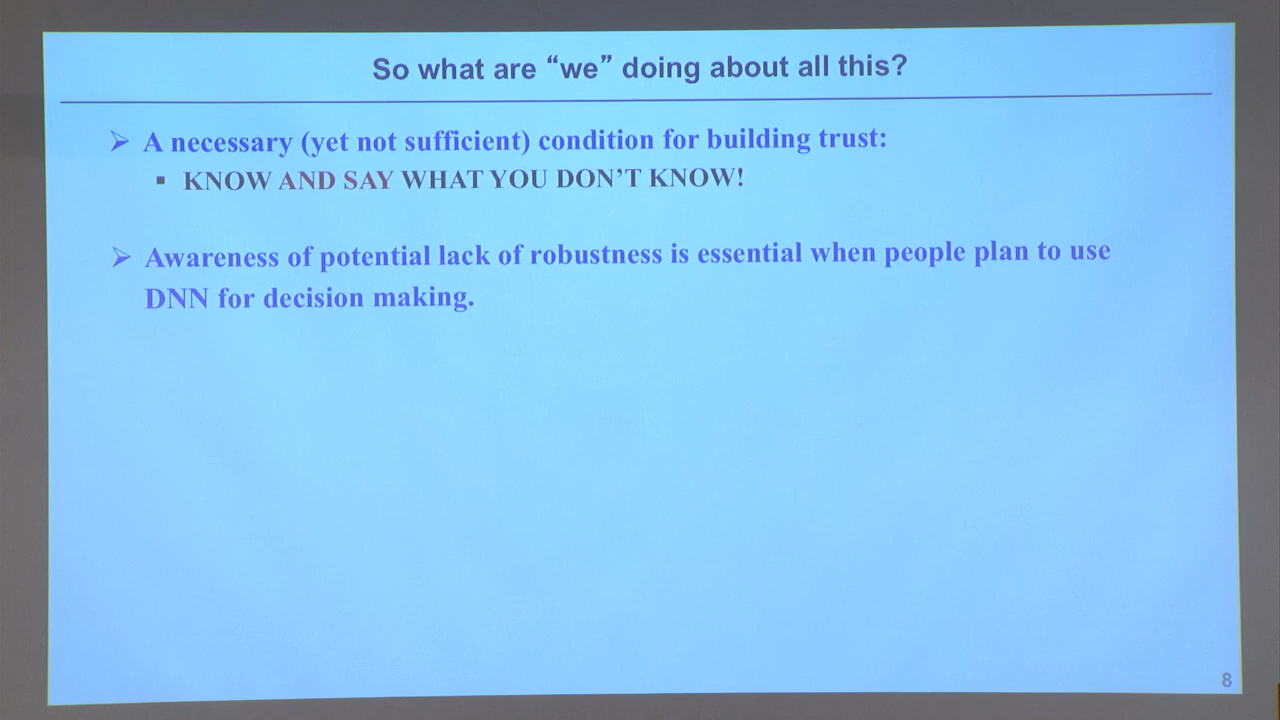 So what are “we” doing about all this?
➢ A necessary (yet not sufficient) condition for building trust:
▪ KNOW AND SAY WHAT YOU DON’T KNOW!
➢ Awareness of potential lack of robustness is essential when people plan to use
DNN for decision making.
8